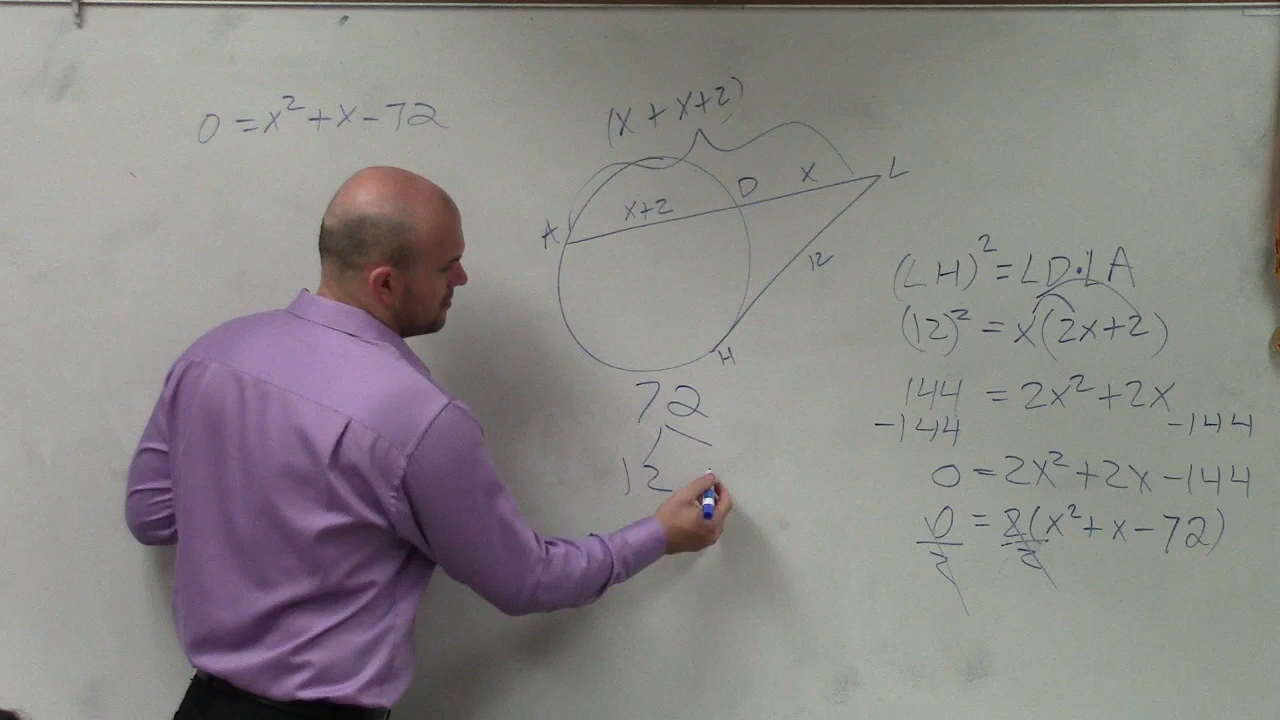 0 = x² + x - 72
(x + x+2)
A
x+2
D
x
L
12
H
72
12
(LH)² = LD·LA
(12)² = x(2x+2)
144 = 2x² + 2x
-144 -144
0 = 2x² + 2x - 144
0 = 2(x² + x - 72)
2 2